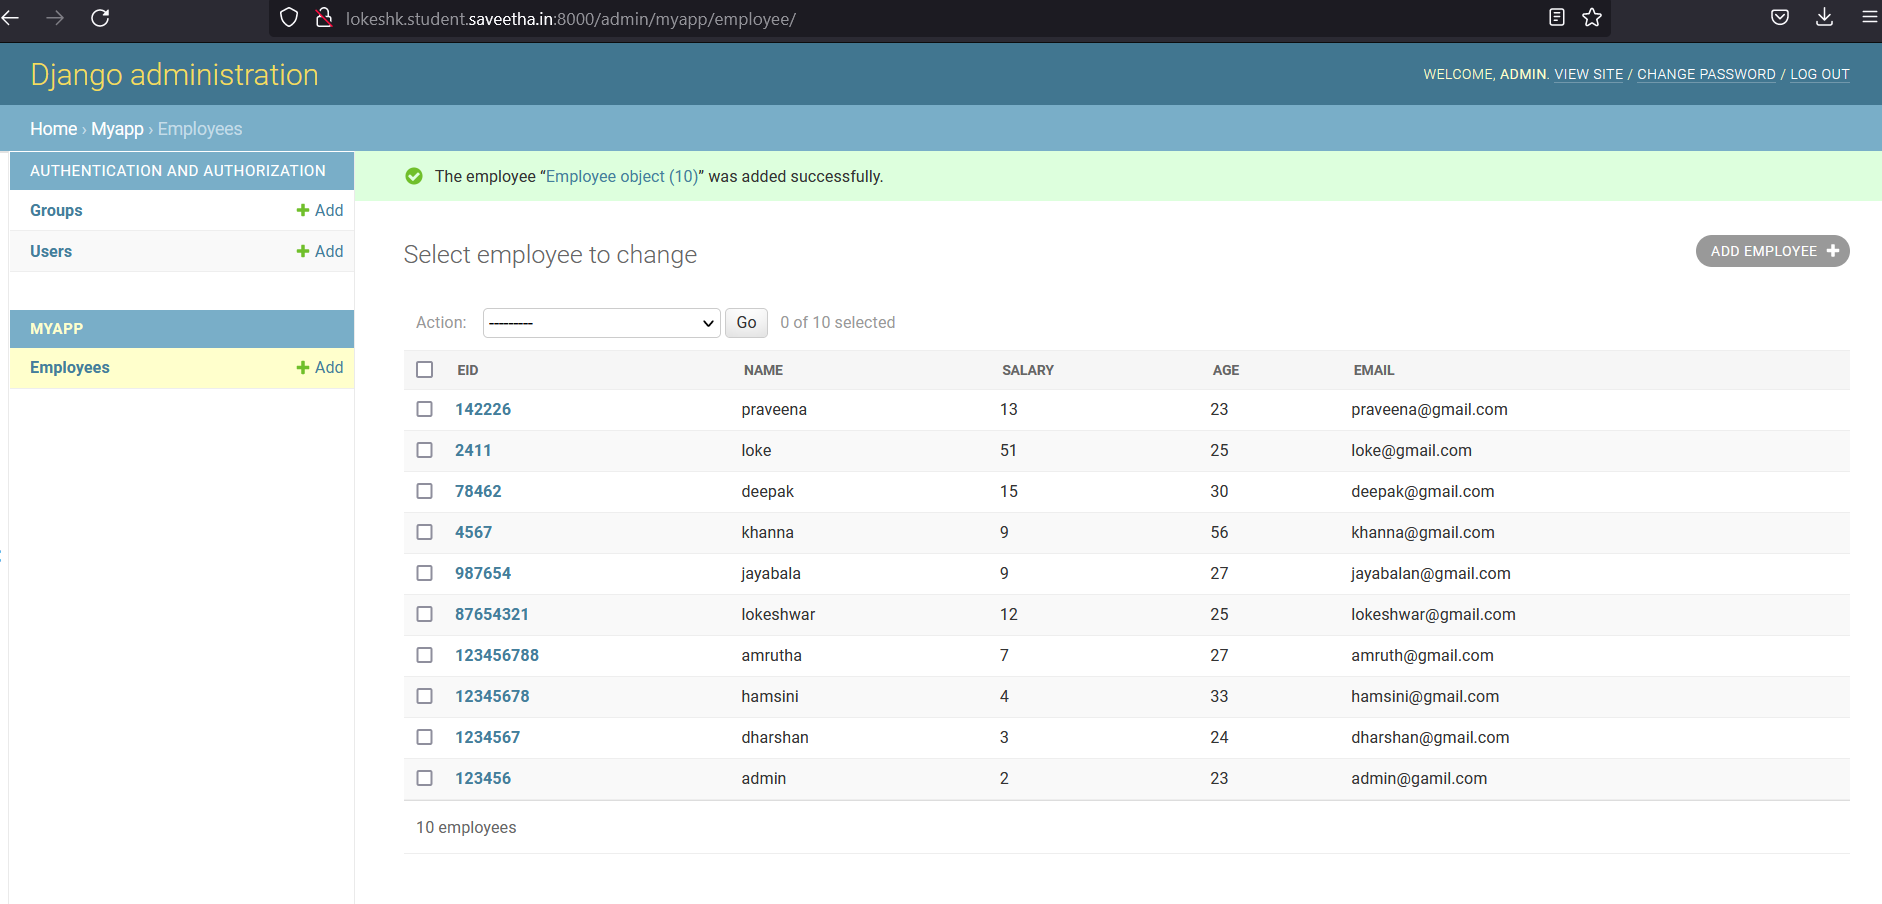 lokeshk.student.saveetha.in:8000/admin/myapp/employee/
Django administration
WELCOME, ADMIN. VIEW SITE / CHANGE PASSWORD / LOG OUT
Home › Myapp › Employees
AUTHENTICATION AND AUTHORIZATION
Groups Add
Users Add
MYAPP
Employees Add
The employee “Employee object (10)” was added successfully.
Select employee to change
ADD EMPLOYEE
Action: --------- Go 0 of 10 selected
EID NAME SALARY AGE EMAIL
142226 praveena 13 23 praveena@gmail.com
2411 loke 51 25 loke@gmail.com
78462 deepak 15 30 deepak@gmail.com
4567 khanna 9 56 khanna@gmail.com
987654 jayabala 9 27 jayabalan@gmail.com
87654321 lokeshwar 12 25 lokeshwar@gmail.com
123456788 amrutha 7 27 amruth@gmail.com
12345678 hamsini 4 33 hamsini@gmail.com
1234567 dharshan 3 24 dharshan@gmail.com
123456 admin 2 23 admin@gamil.com
10 employees